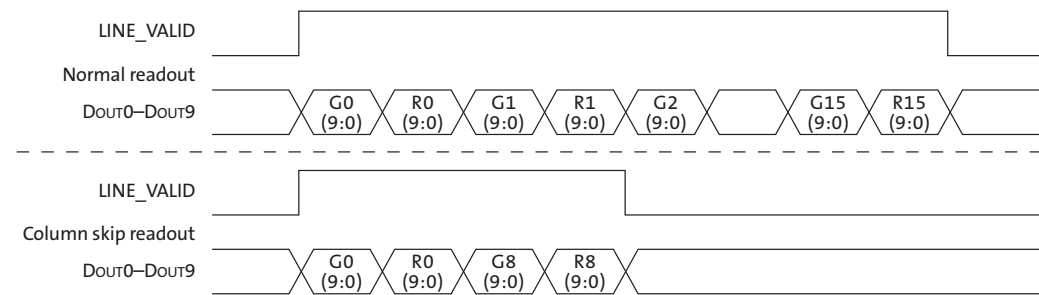 LINE_VALID
Normal readout
DOUT0–DOUT9
G0 (9:0)
R0 (9:0)
G1 (9:0)
R1 (9:0)
G2 (9:0)
G15 (9:0)
R15 (9:0)
LINE_VALID
Column skip readout
DOUT0–DOUT9
G0 (9:0)
R0 (9:0)
G8 (9:0)
R8 (9:0)